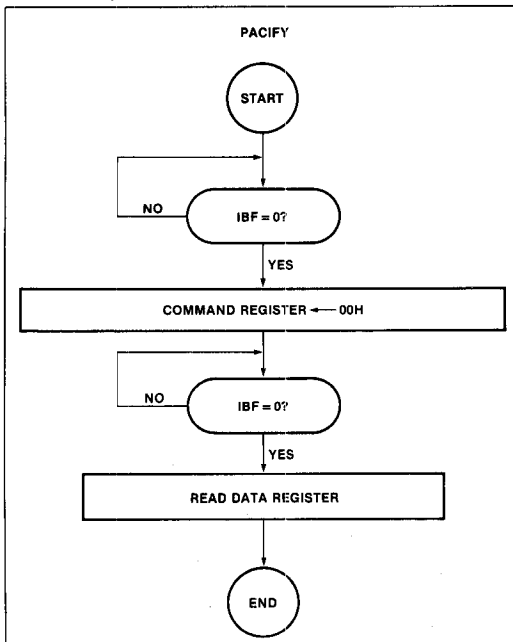 PACIFY
START
NO
IBF = 0?
YES
COMMAND REGISTER ← 00H
NO
IBF = 0?
YES
READ DATA REGISTER
END